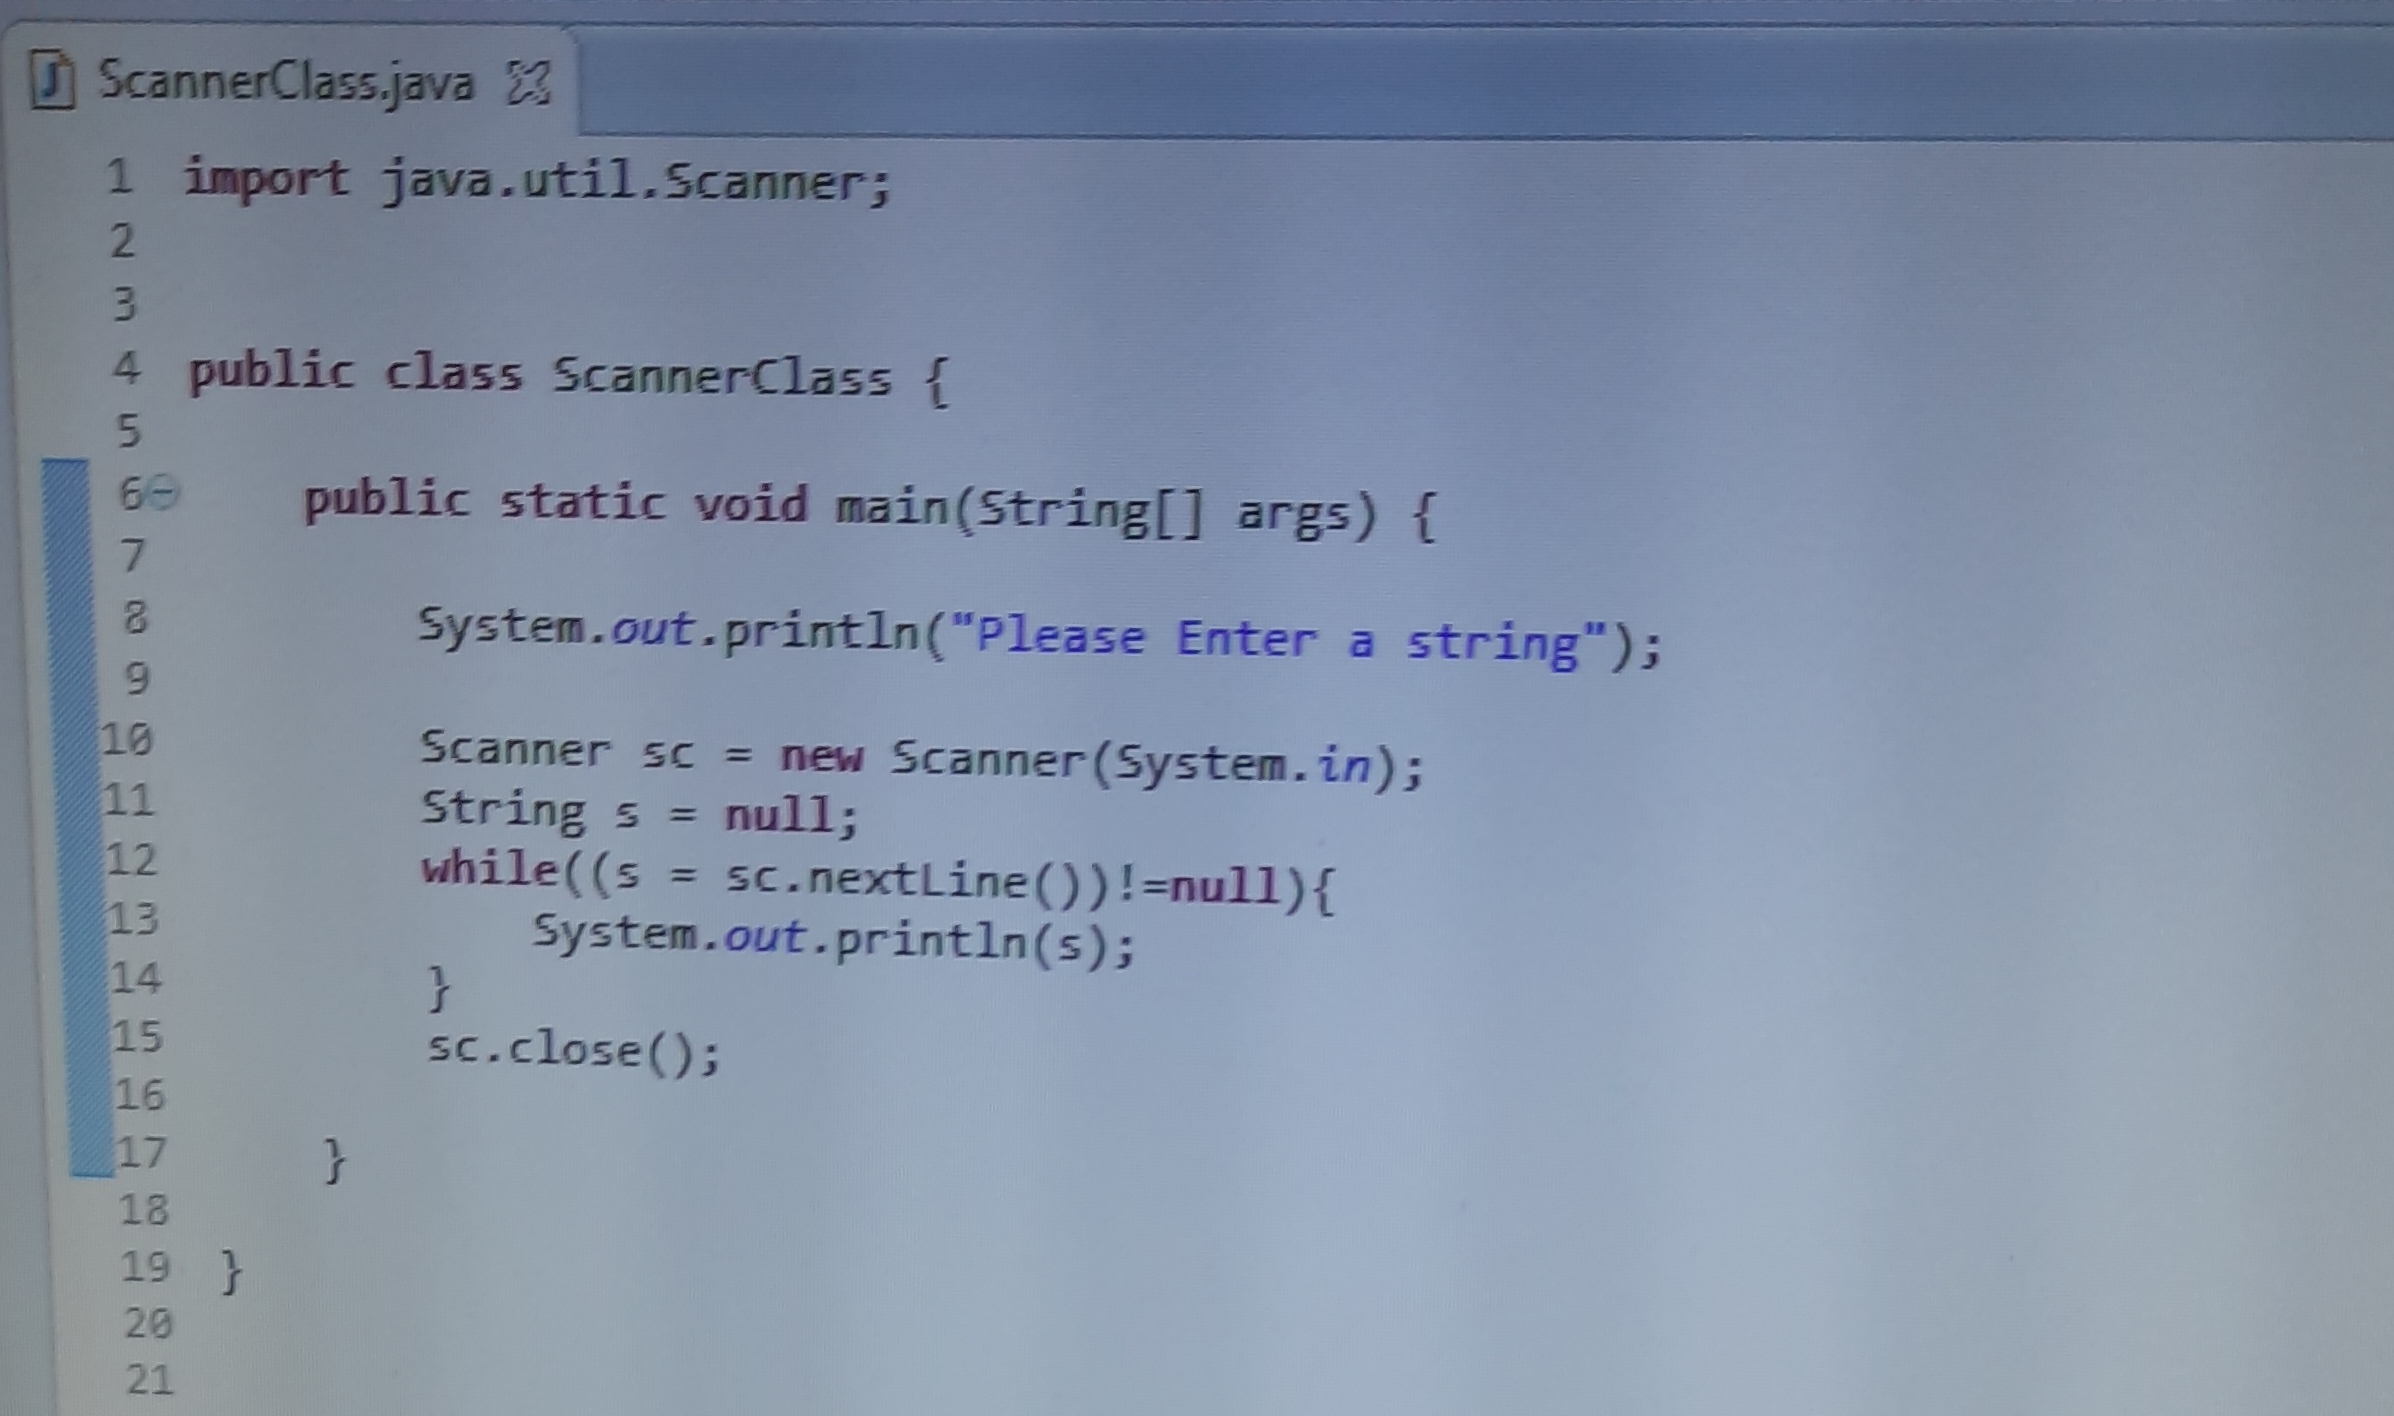 ScannerClass.java
1 import java.util.Scanner;
2
3
4 public class ScannerClass {
5
6 public static void main(String[] args) {
7
8 System.out.println("Please Enter a string");
9
10 Scanner sc = new Scanner(System.in);
11 String s = null;
12 while((s = sc.nextLine())!=null){
13 System.out.println(s);
14 }
15 sc.close();
16
17 }
18
19 }
20
21